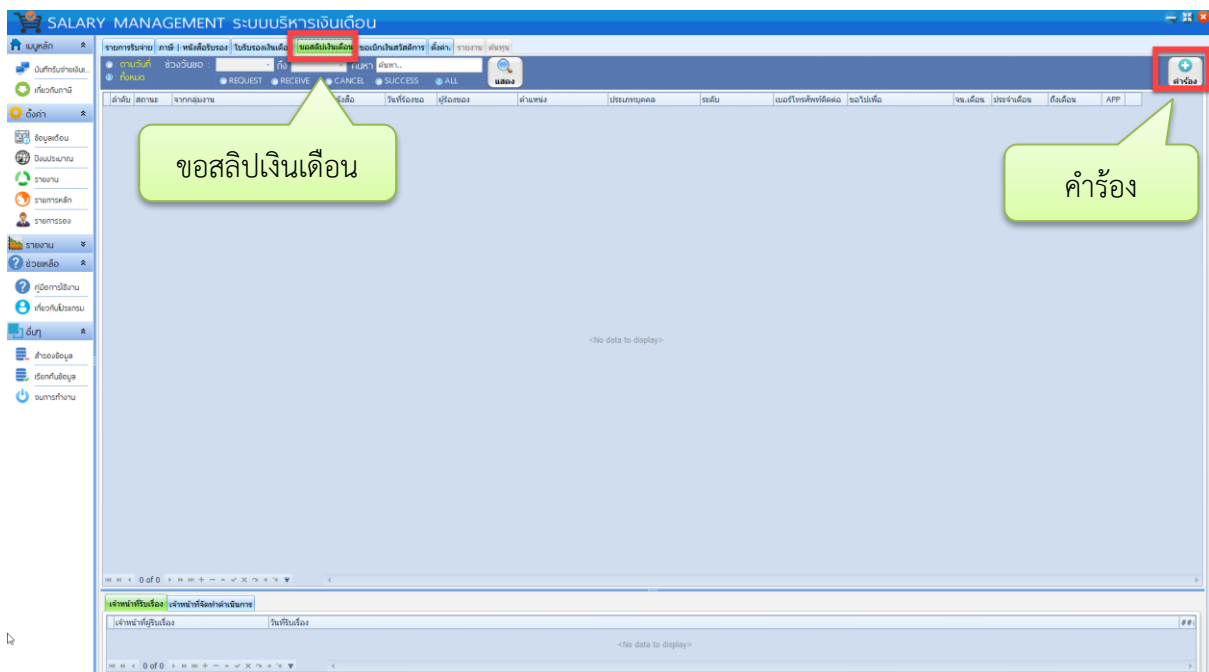 SALARY MANAGEMENT ระบบบริหารเงินเดือน
เมนูหลัก
บันทึกรับจ่ายเงินเ...
เกี่ยวกับภาษี
ตั้งค่า
ข้อมูลเดือน
ปีงบประมาณ
รายงาน
รายการหลัก
รายการรอง
รายงาน
ช่วยเหลือ
คู่มือการใช้งาน
เกี่ยวกับโปรแกรม
อื่นๆ
สำรองข้อมูล
เรียกคืนข้อมูล
จบการทำงาน
รายการรับจ่าย ภาษี | หนังสือรับรอง ใบรับรองเงินเดือ ขอสลิปเงินเดือน ขอเบิกเงินสวัสดิการ ตั้งค่า. รายงาน ต้นทุน
ตามวันที่ ช่วงวันขอ : ถึง ค้นหา ค้นหา..
ทั้งหมด REQUEST RECEIVE CANCEL SUCCESS ALL แสดง
คำร้อง
ลำดับ สถานะ จากกลุ่มงาน วันที่ร้องขอ ผู้ร้องขอ ตำแหน่ง ประเภทบุคคล ระดับ เบอร์โทรศัพท์ติดต่อ ขอไปเพื่อ จน.เดือน ประจำเดือน ถึงเดือน APP
ขอสลิปเงินเดือน
คำร้อง
<No data to display>
0 of 0
เจ้าหน้าที่รับเรื่อง เจ้าหน้าที่จัดทำดำเนินการ
เจ้าหน้าที่ผู้รับเรื่อง วันที่รับเรื่อง
<No data to display>
0 of 0